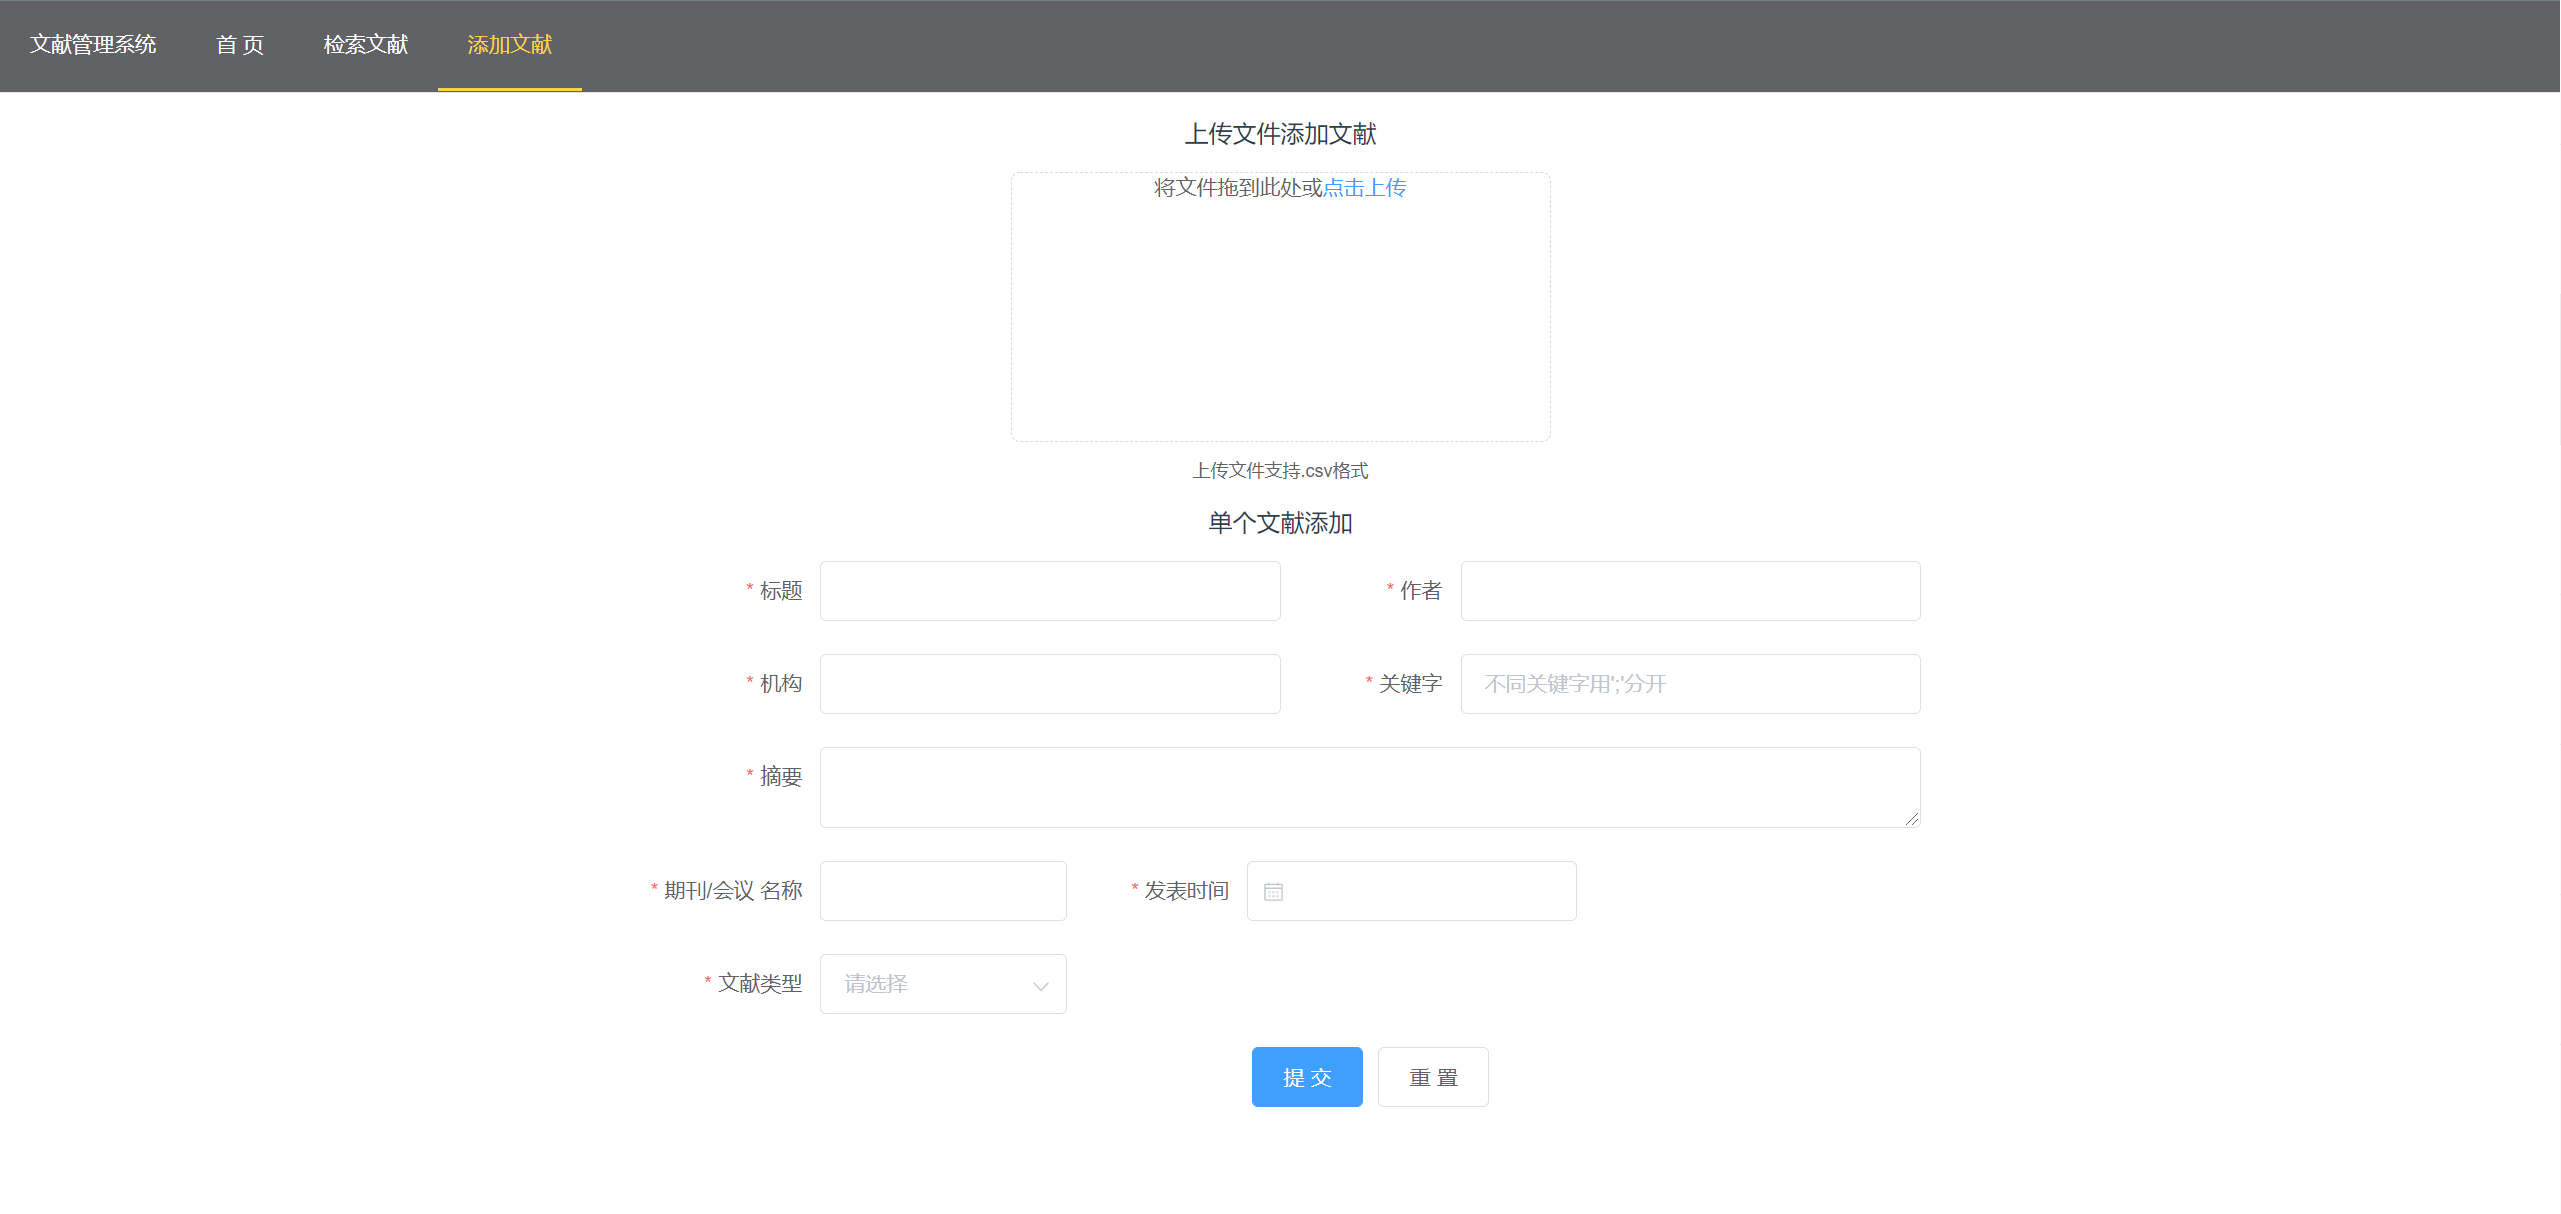 文献管理系统 首 页 检索文献 添加文献
上传文件添加文献
将文件拖到此处或点击上传
上传文件支持.csv格式
单个文献添加
* 标题 * 作者
* 机构 * 关键字 不同关键字用';'分开
* 摘要
* 期刊/会议 名称 * 发表时间
* 文献类型 请选择
提 交 重 置